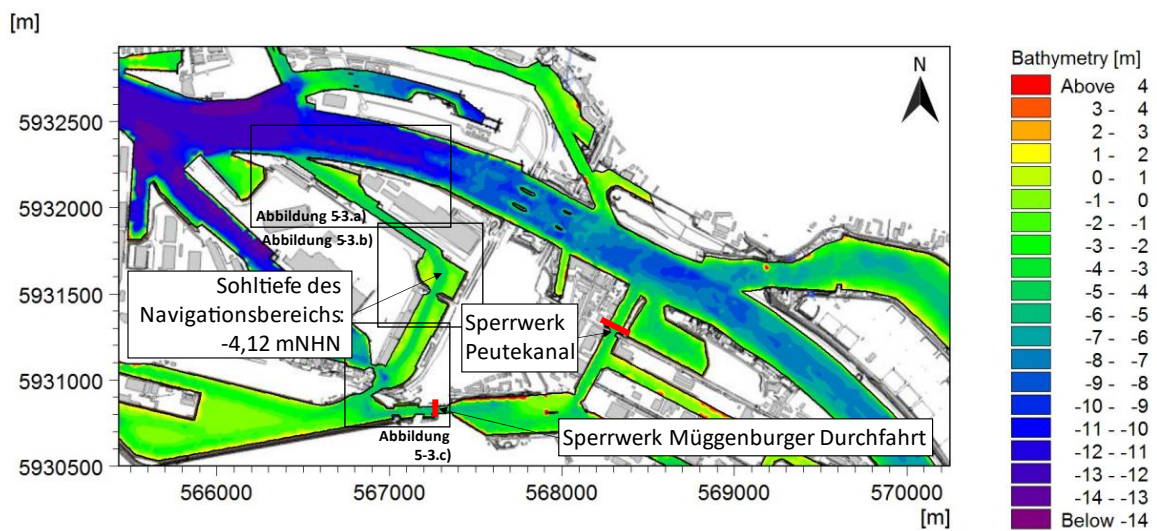 [m]
5932500
5932000
5931500
5931000
5930500
Abbildung 5-3.a)
Abbildung 5-3.b)
Sohltiefe des
Navigationsbereichs:
-4,12 mNHN
Sperrwerk
Peutekanal
Abbildung
5-3.c)
Sperrwerk Müggenburger Durchfahrt
N
566000 567000 568000 569000 570000
[m]
Bathymetry [m]
Above 4
3 - 4
2 - 3
1 - 2
0 - 1
-1 - 0
-2 - -1
-3 - -2
-4 - -3
-5 - -4
-6 - -5
-7 - -6
-8 - -7
-9 - -8
-10 - -9
-11 - -10
-12 - -11
-13 - -12
-14 - -13
Below -14